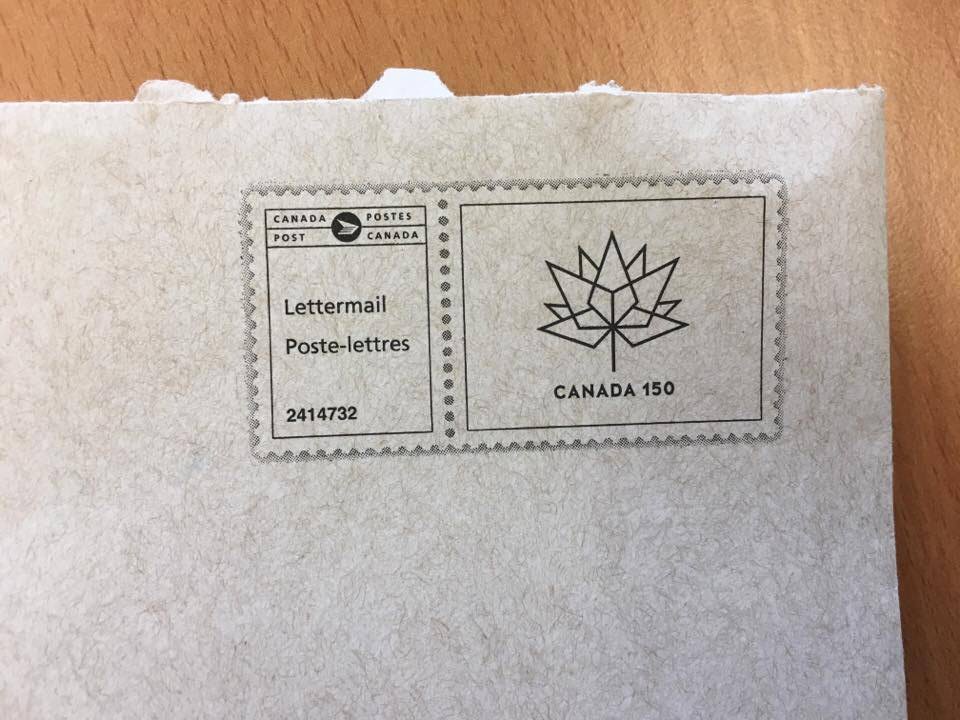 CANADA POSTES
POST CANADA
Lettermail
Poste-lettres
2414732
CANADA 150